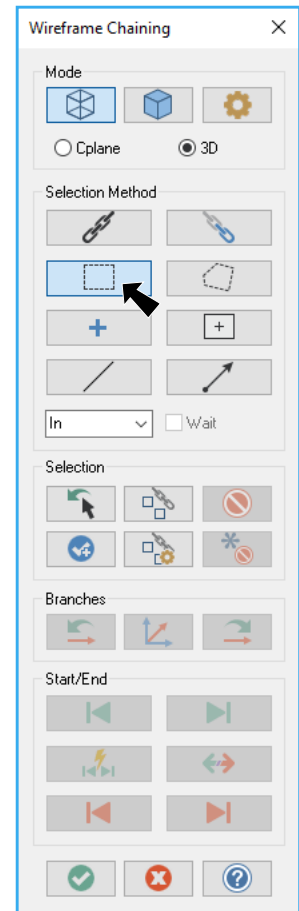 Wireframe Chaining
Mode
Cplane 3D
Selection Method
In Wait
Selection
Branches
Start/End